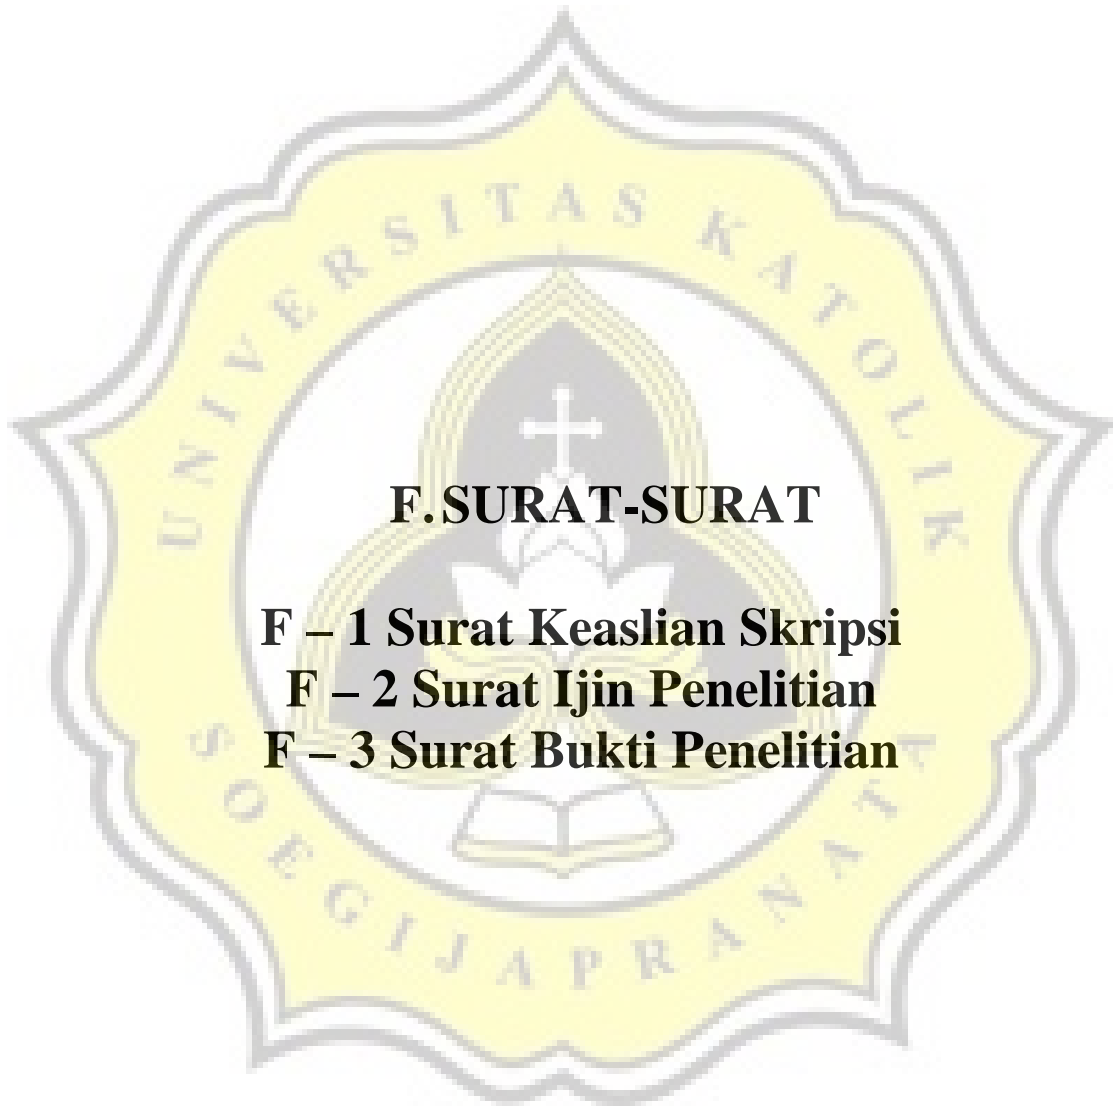 UNIVERSITAS KATOLIK
F. SURAT-SURAT
F – 1 Surat Keaslian Skripsi
F – 2 Surat Ijin Penelitian
F – 3 Surat Bukti Penelitian
SOEGIJAPRANATA